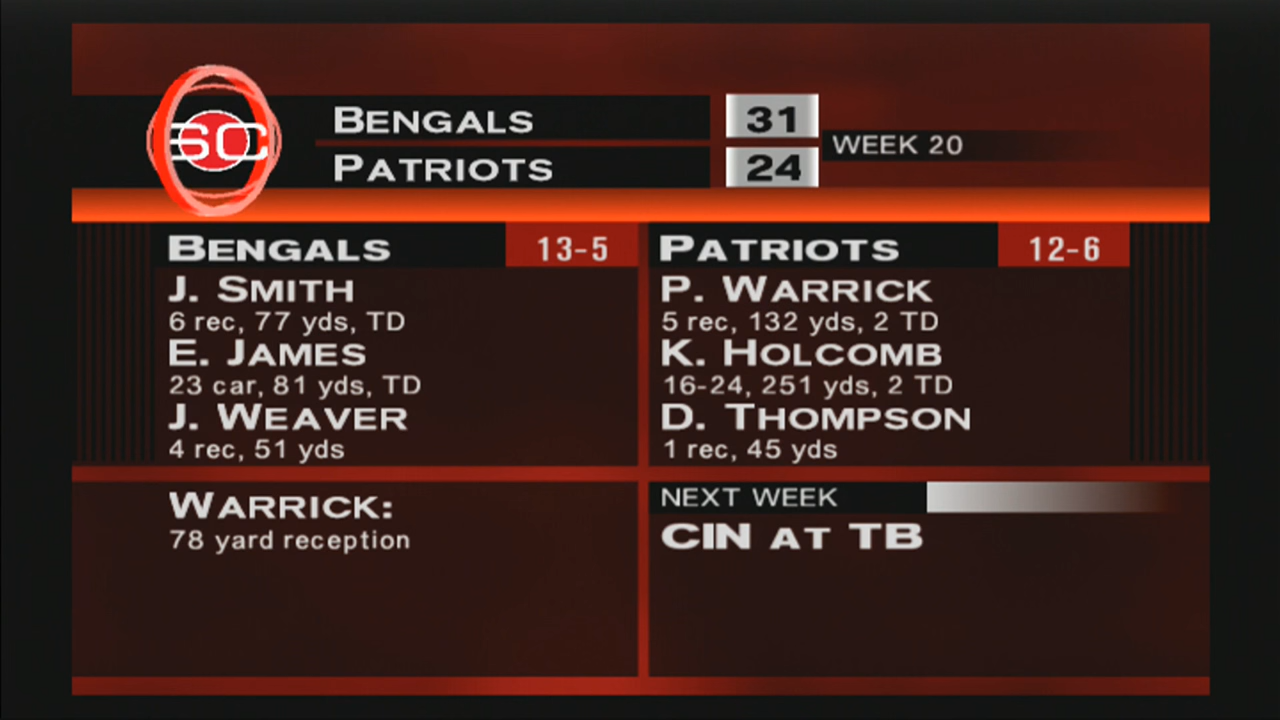 SC
BENGALS 31
PATRIOTS 24
WEEK 20
BENGALS 13-5
J. SMITH
6 rec, 77 yds, TD
E. JAMES
23 car, 81 yds, TD
J. WEAVER
4 rec, 51 yds
PATRIOTS 12-6
P. WARRICK
5 rec, 132 yds, 2 TD
K. HOLCOMB
16-24, 251 yds, 2 TD
D. THOMPSON
1 rec, 45 yds
WARRICK:
78 yard reception
NEXT WEEK
CIN AT TB